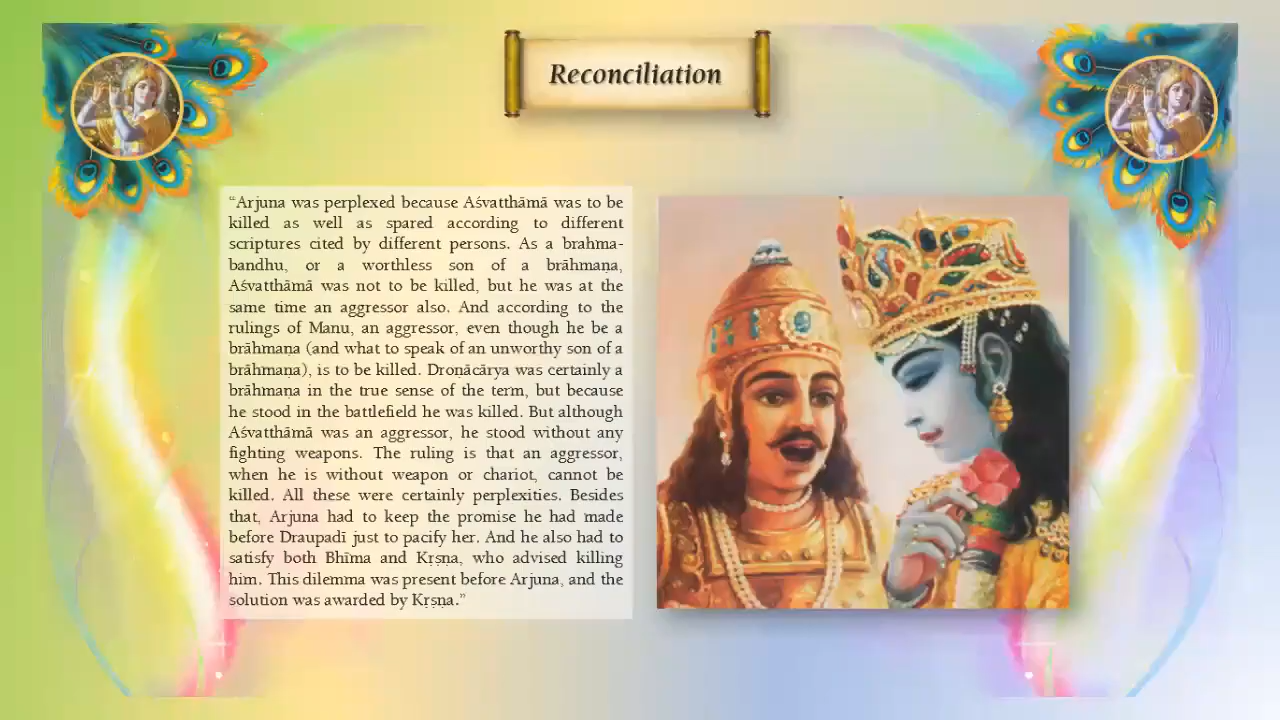 Reconciliation
“Arjuna was perplexed because Aśvatthāmā was to be
killed as well as spared according to different
scriptures cited by different persons. As a brahma-
bandhu, or a worthless son of a brāhmaṇa,
Aśvatthāmā was not to be killed, but he was at the
same time an aggressor also. And according to the
rulings of Manu, an aggressor, even though he be a
brāhmaṇa (and what to speak of an unworthy son of a
brāhmaṇa), is to be killed. Droṇācārya was certainly a
brāhmaṇa in the true sense of the term, but because
he stood in the battlefield he was killed. But although
Aśvatthāmā was an aggressor, he stood without any
fighting weapons. The ruling is that an aggressor,
when he is without weapon or chariot, cannot be
killed. All these were certainly perplexities. Besides
that, Arjuna had to keep the promise he had made
before Draupadī just to pacify her. And he also had to
satisfy both Bhīma and Kṛṣṇa, who advised killing
him. This dilemma was present before Arjuna, and the
solution was awarded by Kṛṣṇa.”